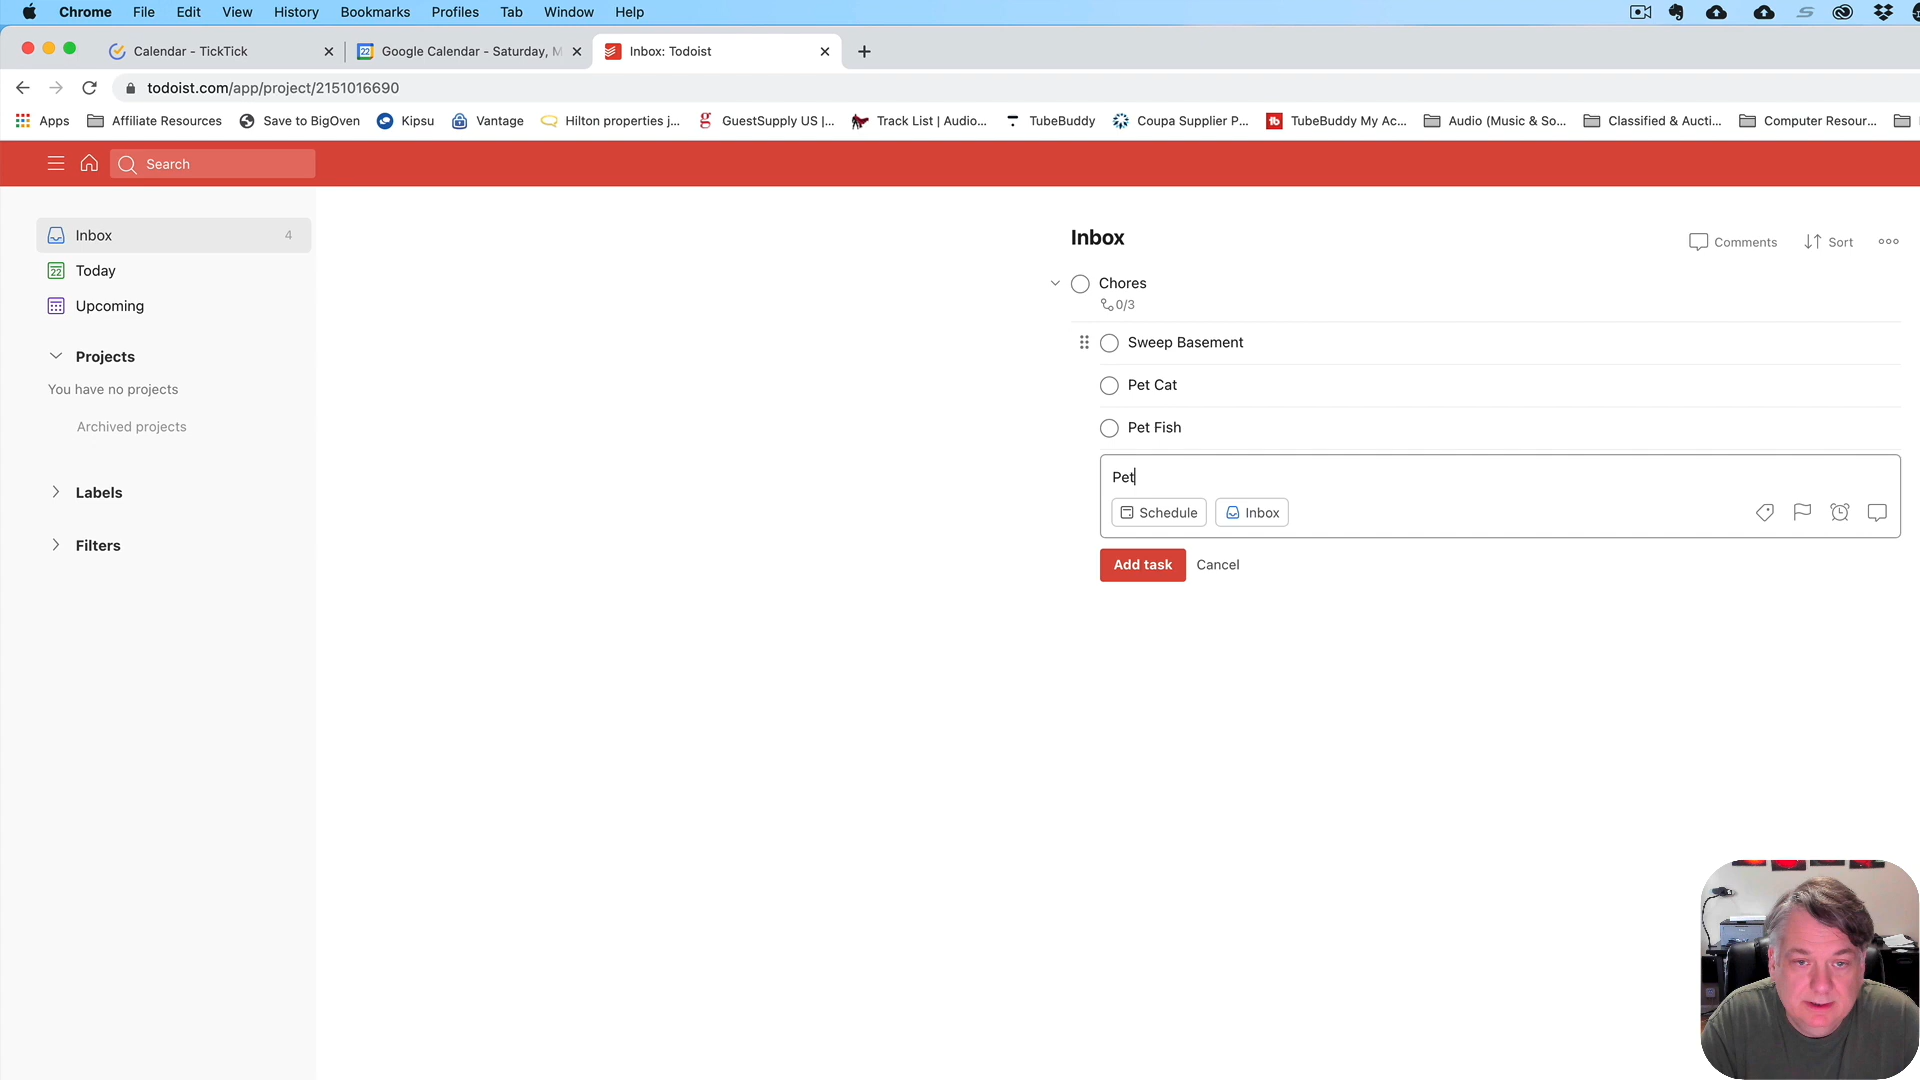 Chrome File Edit View History Bookmarks Profiles Tab Window Help
Calendar - TickTick
Google Calendar - Saturday, M
Inbox: Todoist
todoist.com/app/project/2151016690
Apps Affiliate Resources Save to BigOven Kipsu Vantage Hilton properties j... GuestSupply US |... Track List | Audio... TubeBuddy Coupa Supplier P... TubeBuddy My Ac... Audio (Music & So... Classified & Aucti... Computer Resour...
Search
Inbox 4
22 Today
Upcoming
Projects
You have no projects
Archived projects
Labels
Filters
Inbox
Comments Sort
Chores
0/3
Sweep Basement
Pet Cat
Pet Fish
Pet
Schedule Inbox
Add task Cancel